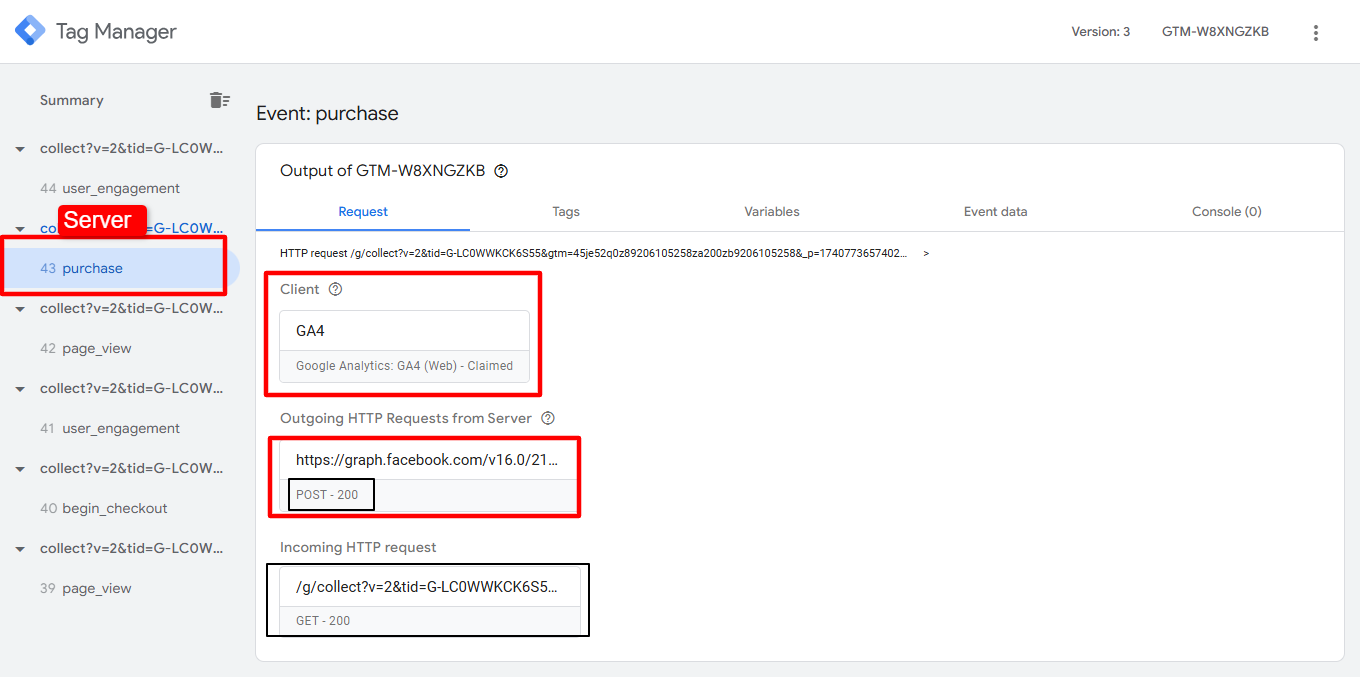 Tag Manager
Version: 3 GTM-W8XNGZKB
Summary
collect?v=2&tid=G-LC0W...
44 user_engagement
Server
co =G-LC0W...
43 purchase
collect?v=2&tid=G-LC0W...
42 page_view
collect?v=2&tid=G-LC0W...
41 user_engagement
collect?v=2&tid=G-LC0W...
40 begin_checkout
collect?v=2&tid=G-LC0W...
39 page_view
Event: purchase
Output of GTM-W8XNGZKB
Request Tags Variables Event data Console (0)
HTTP request /g/collect?v=2&tid=G-LC0WWKCK6S55&gtm=45je52q0z89206105258za200zb9206105258&_p=1740773657402... >
Client
GA4
Google Analytics: GA4 (Web) - Claimed
Outgoing HTTP Requests from Server
https://graph.facebook.com/v16.0/21...
POST - 200
Incoming HTTP request
/g/collect?v=2&tid=G-LC0WWKCK6S5...
GET - 200